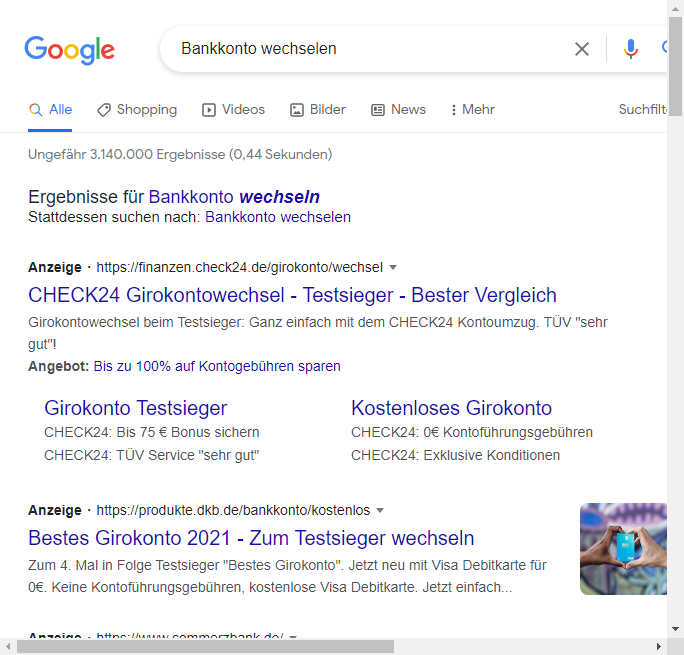 Google
Bankkonto wechselen
Alle Shopping Videos Bilder News Mehr Suchfilt
Ungefähr 3.140.000 Ergebnisse (0,44 Sekunden)
Ergebnisse für Bankkonto wechseln
Stattdessen suchen nach: Bankkonto wechselen
Anzeige · https://finanzen.check24.de/girokonto/wechsel
CHECK24 Girokontowechsel - Testsieger - Bester Vergleich
Girokontowechsel beim Testsieger: Ganz einfach mit dem CHECK24 Kontoumzug. TÜV "sehr
gut"!
Angebot: Bis zu 100% auf Kontogebühren sparen
Girokonto Testsieger
CHECK24: Bis 75 € Bonus sichern
CHECK24: TÜV Service "sehr gut"
Kostenloses Girokonto
CHECK24: 0€ Kontoführungsgebühren
CHECK24: Exklusive Konditionen
Anzeige · https://produkte.dkb.de/bankkonto/kostenlos
Bestes Girokonto 2021 - Zum Testsieger wechseln
Zum 4. Mal in Folge Testsieger "Bestes Girokonto". Jetzt neu mit Visa Debitkarte für
0€. Keine Kontoführungsgebühren, kostenlose Visa Debitkarte. Jetzt einfach...
Anzeige · https://www.commerzbank.de/